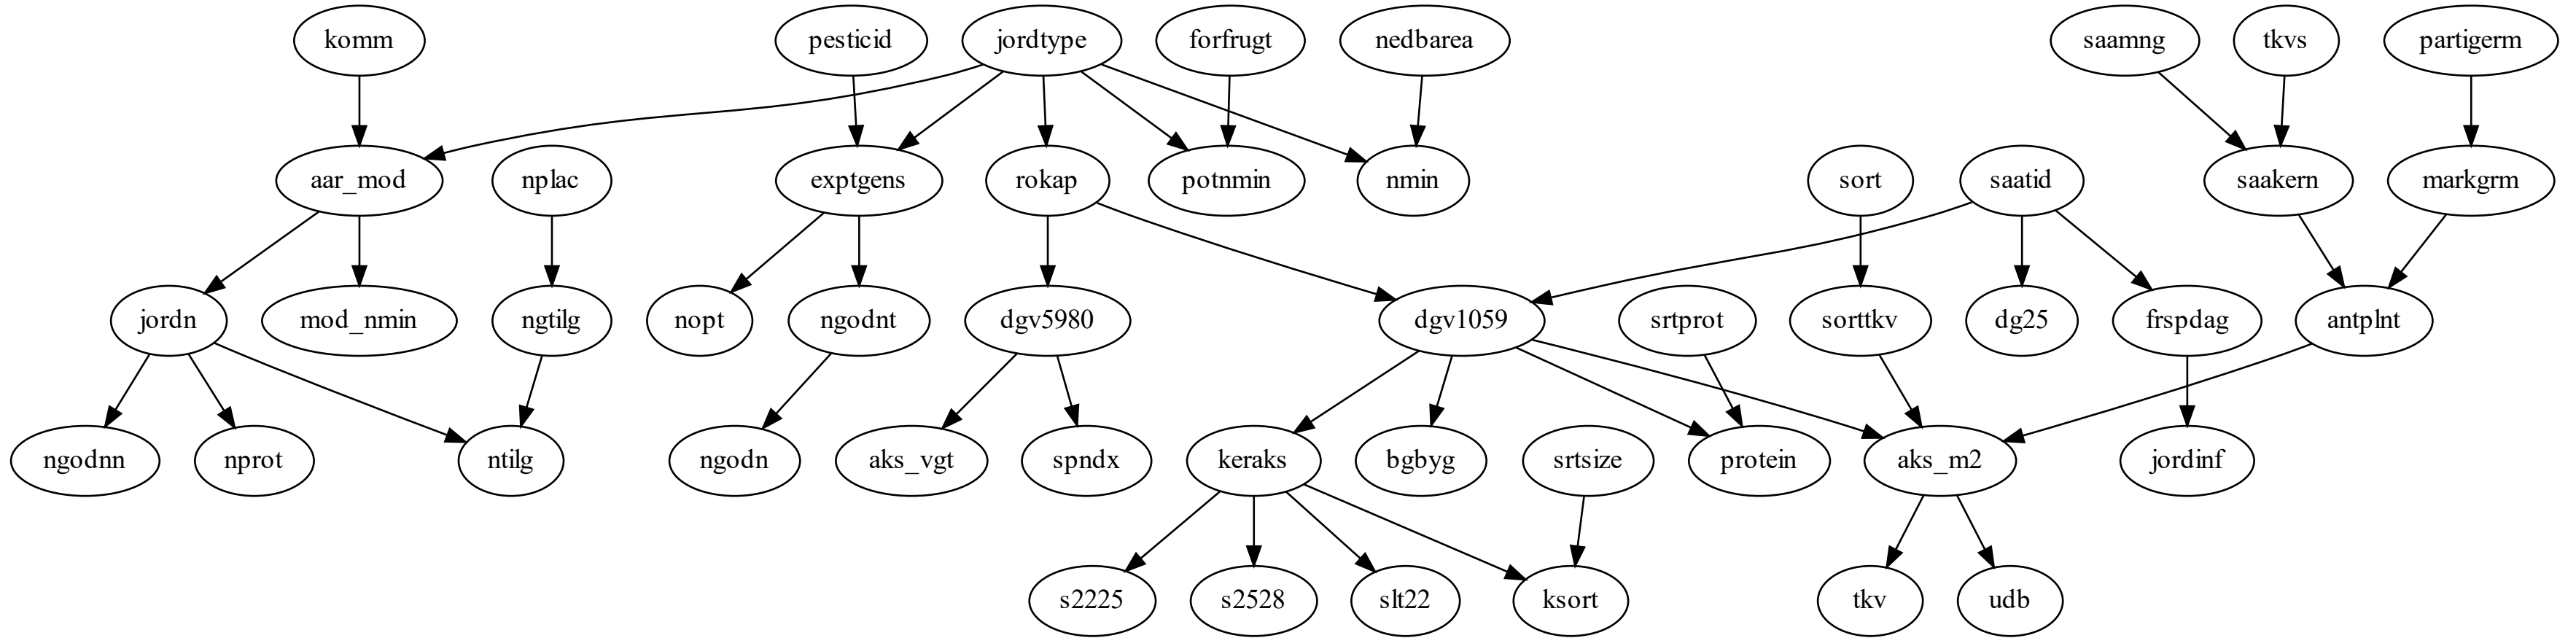 komm
pesticid
jordtype
forfrugt
nedbarea
saamng
tkvs
partigerm
aar_mod
nplac
exptgens
rokap
potnmin
nmin
sort
saatid
saakern
markgrm
jordn
mod_nmin
ngtilg
nopt
ngodnt
dgv5980
dgv1059
srtprot
sorttkv
dg25
frspdag
antplnt
ngodnn
nprot
ntilg
ngodn
aks_vgt
spndx
keraks
bgbyg
srtsize
protein
aks_m2
jordinf
s2225
s2528
slt22
ksort
tkv
udb